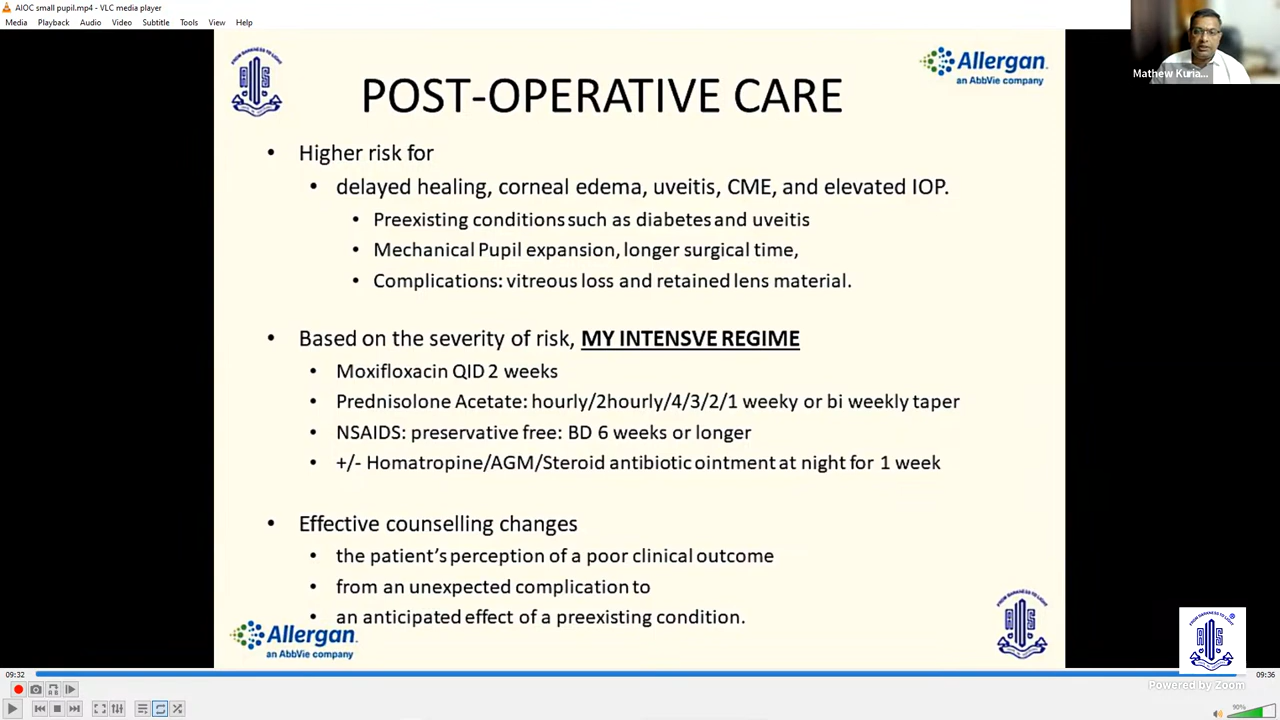 AIOC small pupil.mp4 - VLC media player
Media Playback Audio Video Subtitle Tools View Help
Mathew Kuria...
Allergan
an AbbVie company
POST-OPERATIVE CARE
• Higher risk for
• delayed healing, corneal edema, uveitis, CME, and elevated IOP.
• Preexisting conditions such as diabetes and uveitis
• Mechanical Pupil expansion, longer surgical time,
• Complications: vitreous loss and retained lens material.
• Based on the severity of risk, MY INTENSVE REGIME
• Moxifloxacin QID 2 weeks
• Prednisolone Acetate: hourly/2hourly/4/3/2/1 weeky or bi weekly taper
• NSAIDS: preservative free: BD 6 weeks or longer
• +/- Homatropine/AGM/Steroid antibiotic ointment at night for 1 week
• Effective counselling changes
• the patient's perception of a poor clinical outcome
• from an unexpected complication to
• an anticipated effect of a preexisting condition.
Allergan
an AbbVie company
Powered by Zoom
09:32
09:36
90%